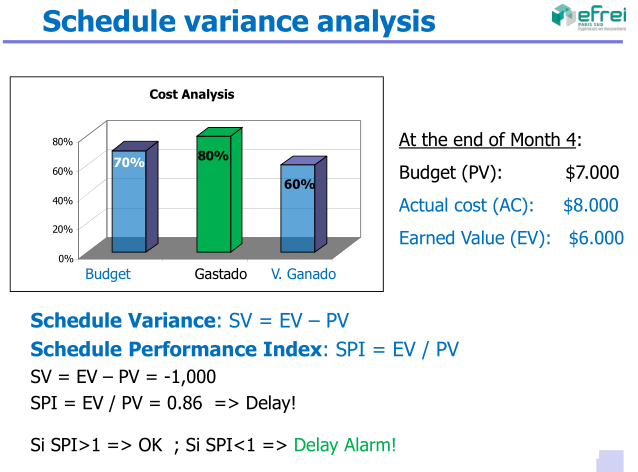 Schedule variance analysis
efrei
PARIS SUD
Cost Analysis
80%
60%
40%
20%
0%
70%
80%
60%
Budget
Gastado
V. Ganado
At the end of Month 4:
Budget (PV): $7.000
Actual cost (AC): $8.000
Earned Value (EV): $6.000
Schedule Variance: SV = EV – PV
Schedule Performance Index: SPI = EV / PV
SV = EV – PV = -1,000
SPI = EV / PV = 0.86 => Delay!
Si SPI>1 => OK ; Si SPI<1 => Delay Alarm!